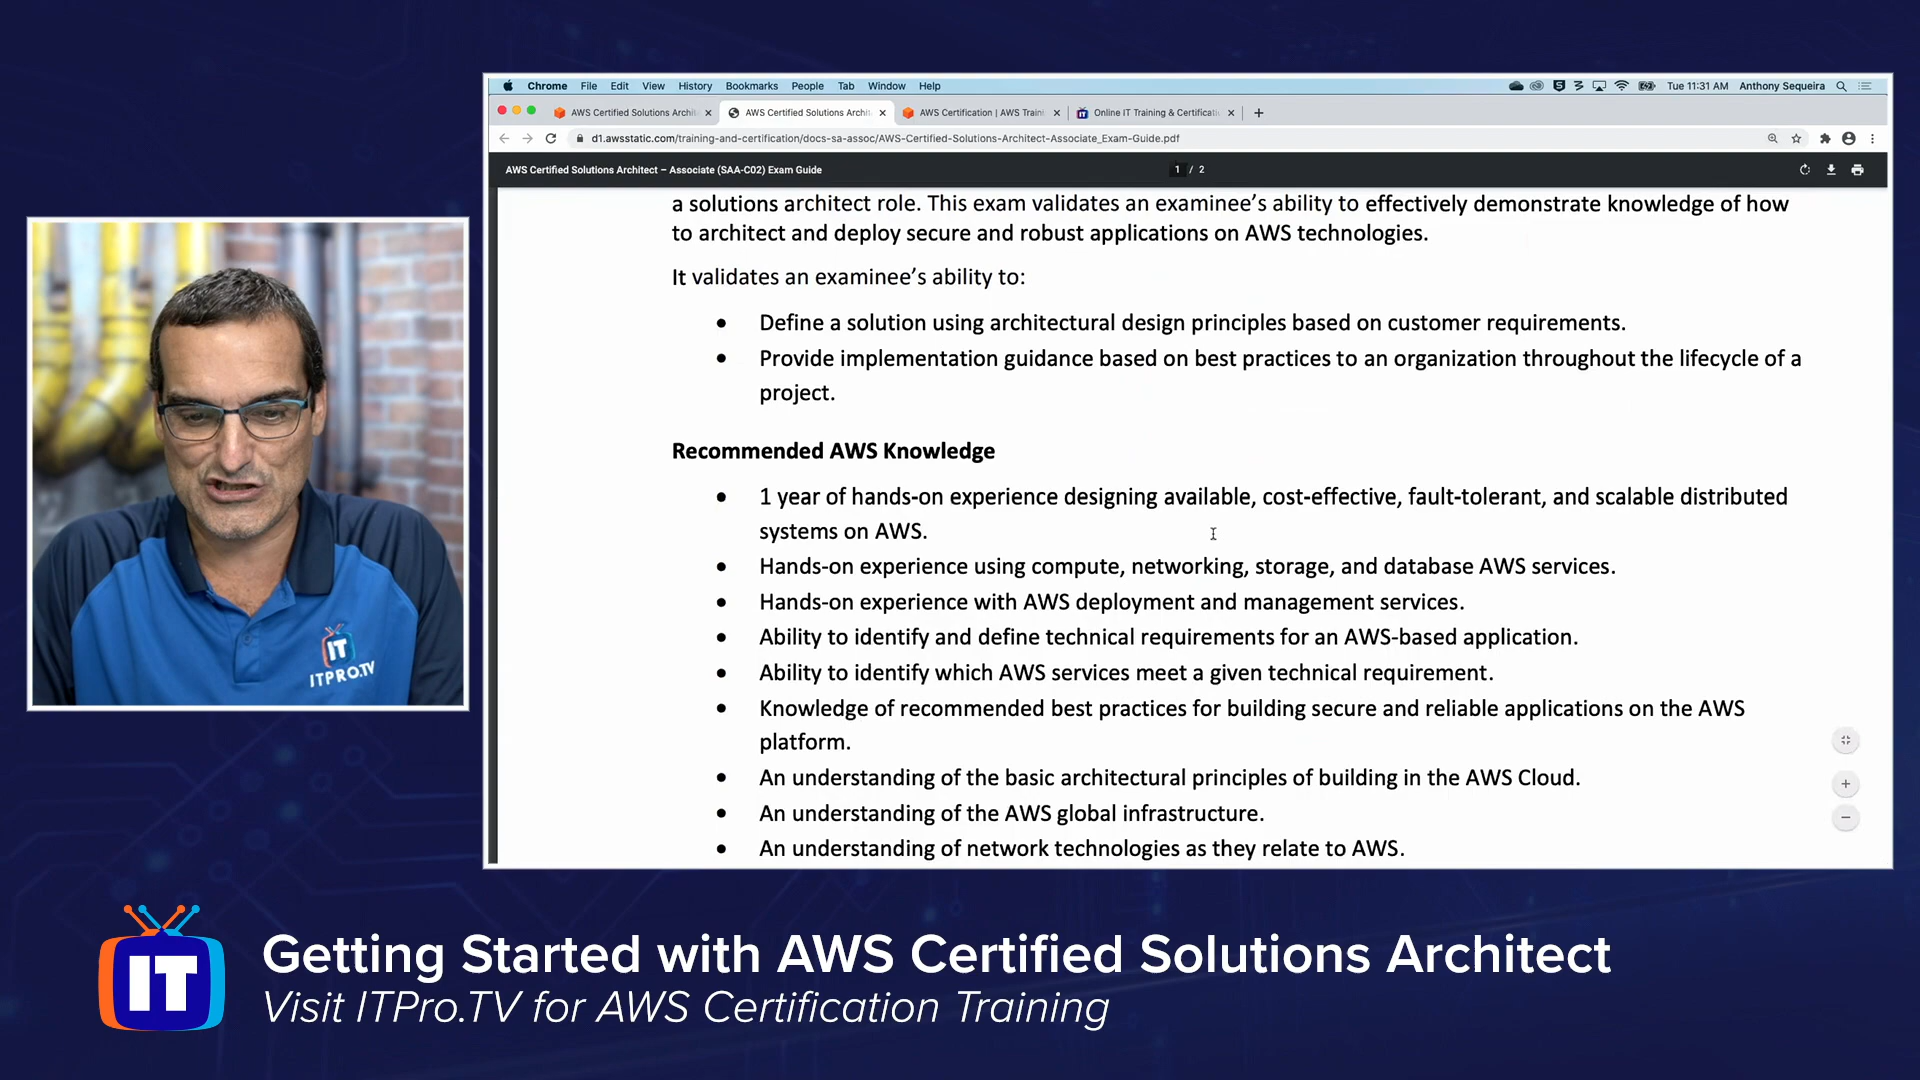 Chrome File Edit View History Bookmarks People Tab Window Help
Tue 11:31 AM Anthony Sequeira
AWS Certified Solutions Archi
AWS Certified Solutions Archi
AWS Certification | AWS Traini
Online IT Training & Certificati
d1.awsstatic.com/training-and-certification/docs-sa-assoc/AWS-Certified-Solutions-Architect-Associate_Exam-Guide.pdf
AWS Certified Solutions Architect – Associate (SAA-C02) Exam Guide
1 / 2
a solutions architect role. This exam validates an examinee’s ability to effectively demonstrate knowledge of how
to architect and deploy secure and robust applications on AWS technologies.
It validates an examinee’s ability to:
• Define a solution using architectural design principles based on customer requirements.
• Provide implementation guidance based on best practices to an organization throughout the lifecycle of a
project.
Recommended AWS Knowledge
• 1 year of hands-on experience designing available, cost-effective, fault-tolerant, and scalable distributed
systems on AWS.
• Hands-on experience using compute, networking, storage, and database AWS services.
• Hands-on experience with AWS deployment and management services.
• Ability to identify and define technical requirements for an AWS-based application.
• Ability to identify which AWS services meet a given technical requirement.
• Knowledge of recommended best practices for building secure and reliable applications on the AWS
platform.
• An understanding of the basic architectural principles of building in the AWS Cloud.
• An understanding of the AWS global infrastructure.
• An understanding of network technologies as they relate to AWS.
IT
ITPRO.TV
IT
Getting Started with AWS Certified Solutions Architect
Visit ITPro.TV for AWS Certification Training